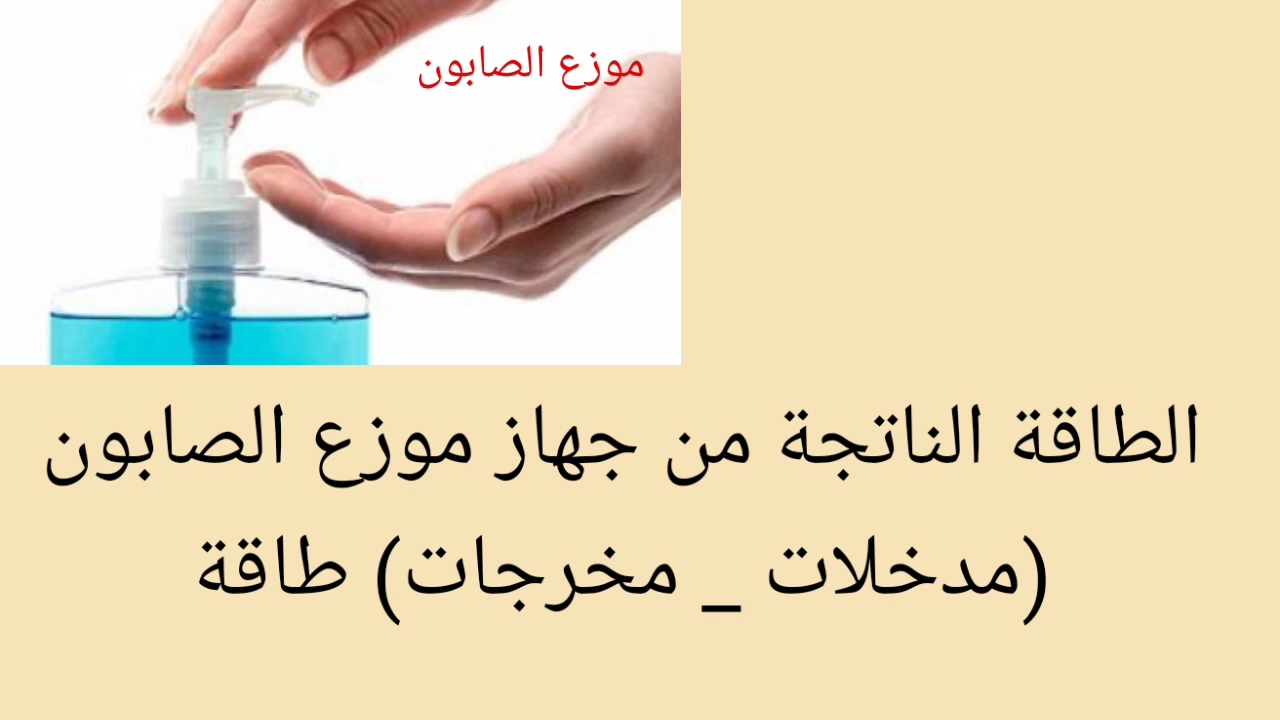 موزع الصابون
الطاقة الناتجة من جهاز موزع الصابون
(مدخلات _ مخرجات) طاقة